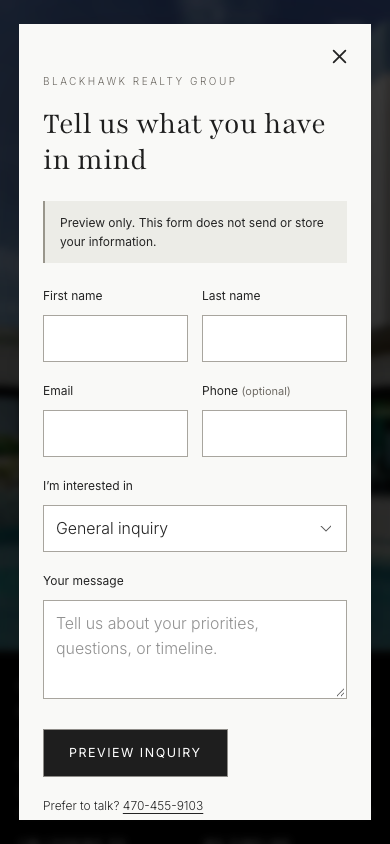 BLACKHAWK REALTY GROUP
Tell us what you have
in mind
Preview only. This form does not send or store
your information.
First name
Last name
Email
Phone (optional)
I’m interested in
General inquiry
Your message
Tell us about your priorities,
questions, or timeline.
PREVIEW INQUIRY
Prefer to talk? 470-455-9103